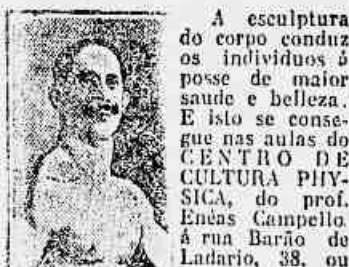 A esculptura
do corpo conduz
os individuos á
posse de maior
saude e belleza.
E isto se conse-
gue nas aulas do
CENTRO DE
CULTURA PHY-
SICA, do prof.
Enéas Campello
á rua Barão de
Ladario, 38, ou